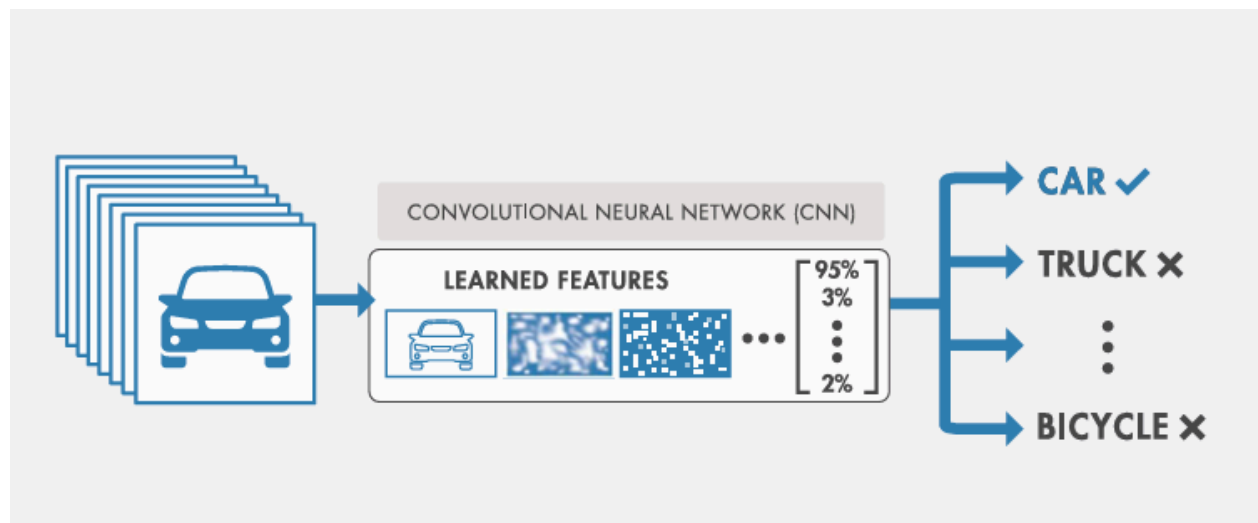 CONVOLUTIONAL NEURAL NETWORK (CNN)
LEARNED FEATURES
95%
3%
2%
CAR
TRUCK
BICYCLE